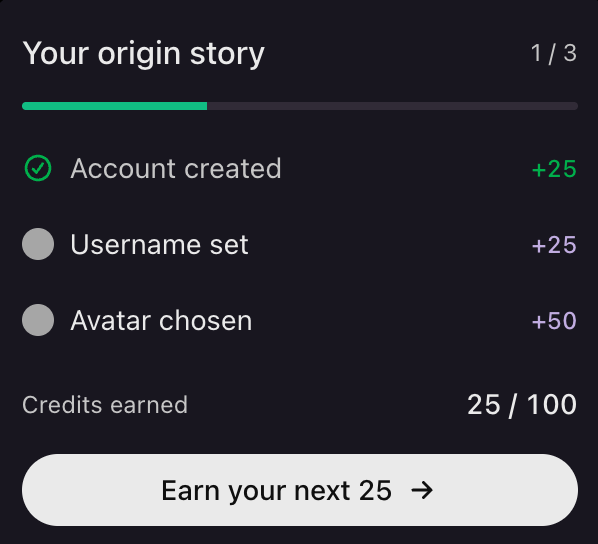 Your origin story 1 / 3
Account created +25
Username set +25
Avatar chosen +50
Credits earned 25 / 100
Earn your next 25 →